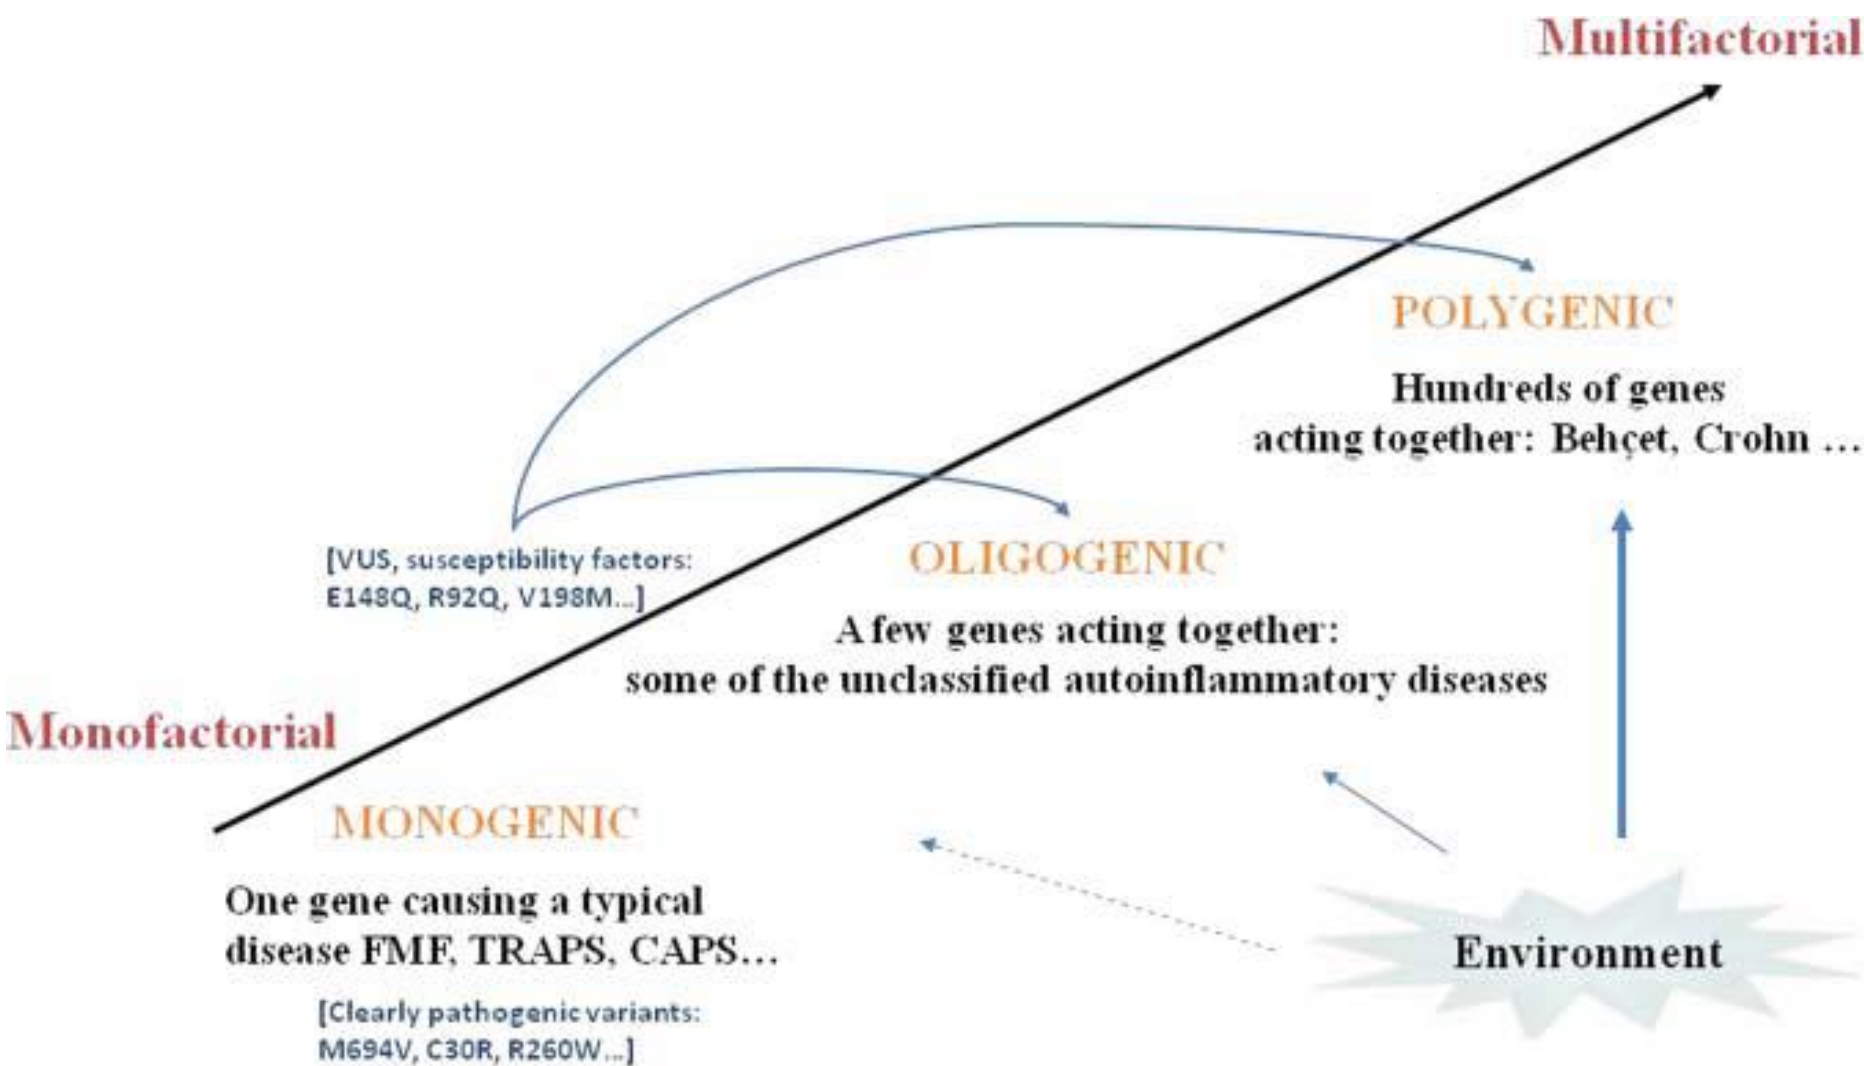 Multifactorial
POLYGENIC
Hundreds of genes
acting together: Behçet, Crohn ...
[VUS, susceptibility factors:
E148Q, R92Q, V198M...]
OLIGOGENIC
A few genes acting together:
some of the unclassified autoinflammatory diseases
Monofactorial
MONOGENIC
One gene causing a typical
disease FMF, TRAPS, CAPS...
[Clearly pathogenic variants:
M694V, C30R, R260W...]
Environment